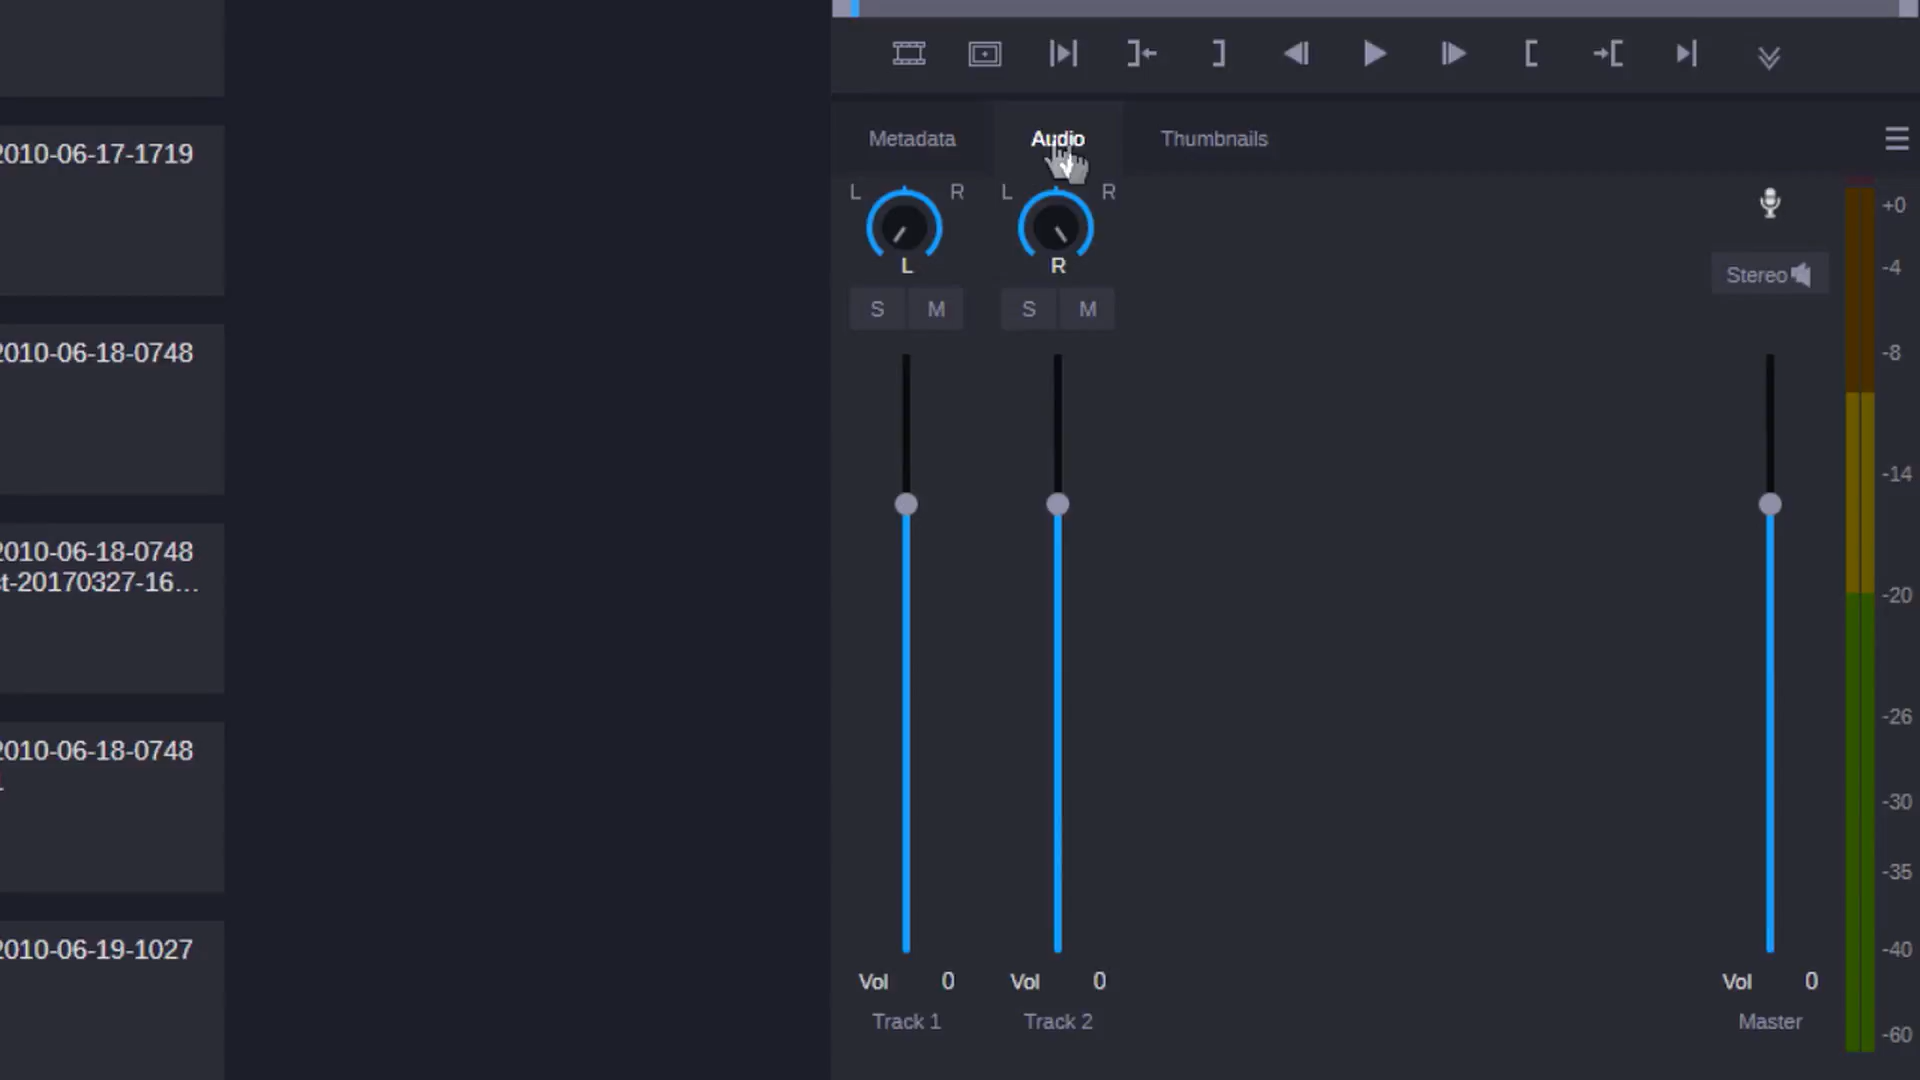 2010-06-17-1719
2010-06-18-0748
2010-06-18-0748
t-20170327-16...
2010-06-18-0748
2010-06-19-1027
Metadata
Audio
Thumbnails
L R L R
L R
S M S M
Stereo
+0
-4
-8
-14
-20
-26
-30
-35
-40
-60
Vol 0 Vol 0 Vol 0
Track 1 Track 2 Master